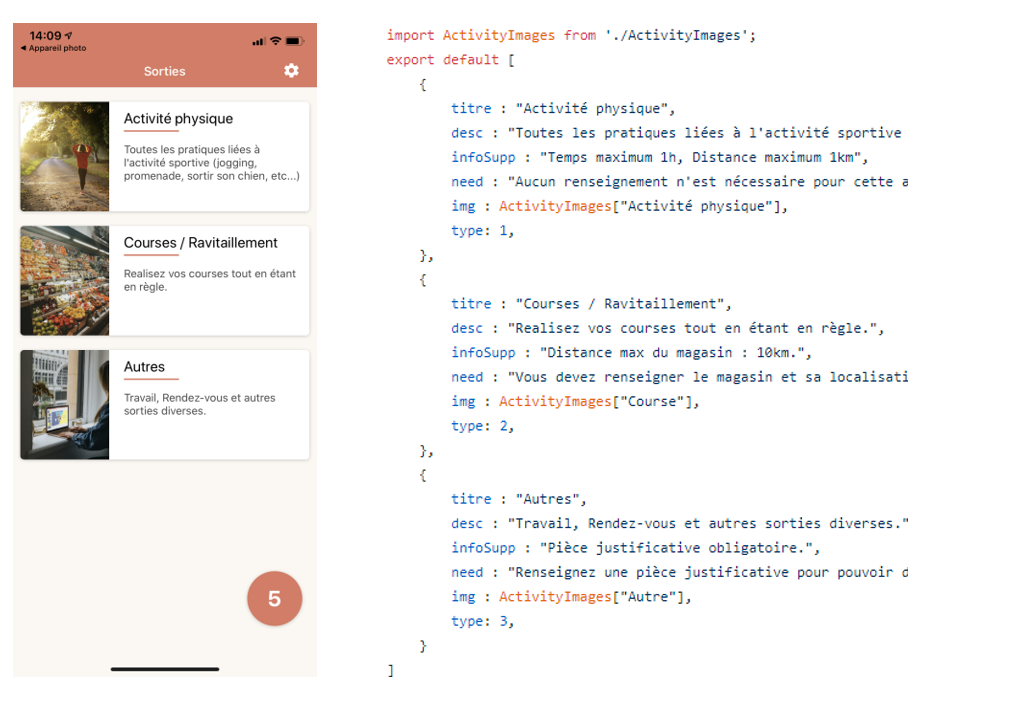 14:09
◀ Appareil photo
Sorties
Activité physique
Toutes les pratiques liées à
l'activité sportive (jogging,
promenade, sortir son chien, etc...)
Courses / Ravitaillement
Realisez vos courses tout en étant
en règle.
Autres
Travail, Rendez-vous et autres
sorties diverses.
5
import ActivityImages from './ActivityImages';
export default [
{
titre : "Activité physique",
desc : "Toutes les pratiques liées à l'activité sportive
infoSupp : "Temps maximum 1h, Distance maximum 1km",
need : "Aucun renseignement n'est nécessaire pour cette a
img : ActivityImages["Activité physique"],
type: 1,
},
{
titre : "Courses / Ravitaillement",
desc : "Realisez vos courses tout en étant en règle.",
infoSupp : "Distance max du magasin : 10km.",
need : "Vous devez renseigner le magasin et sa localisati
img : ActivityImages["Course"],
type: 2,
},
{
titre : "Autres",
desc : "Travail, Rendez-vous et autres sorties diverses."
infoSupp : "Pièce justificative obligatoire.",
need : "Renseignez une pièce justificative pour pouvoir d
img : ActivityImages["Autre"],
type: 3,
}
]